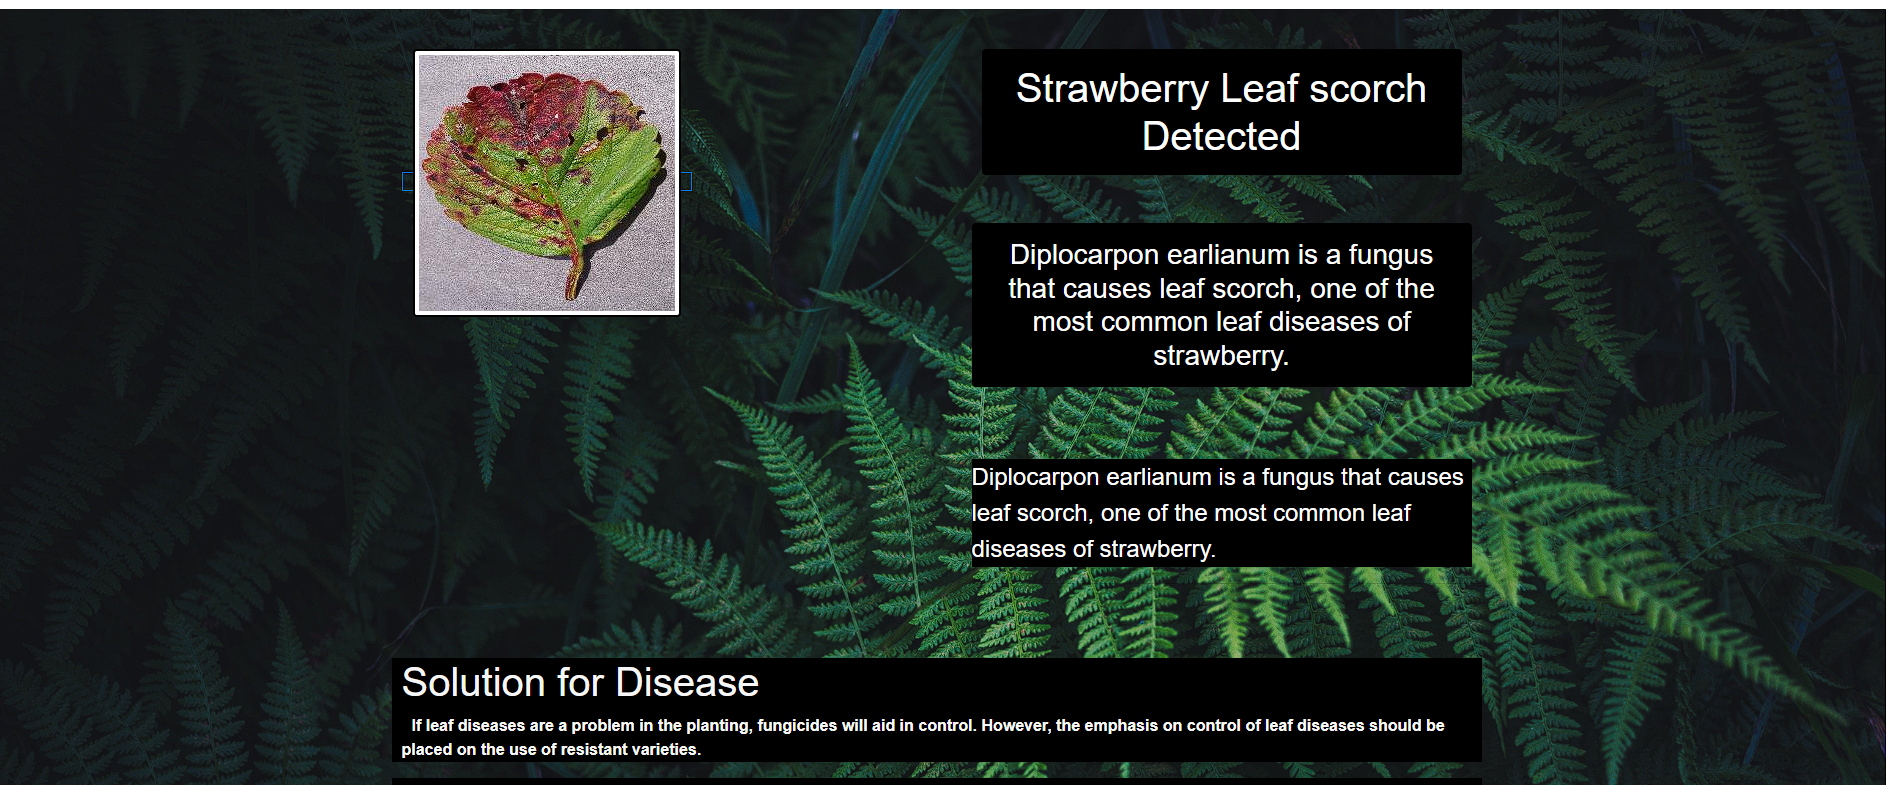 Strawberry Leaf scorch
Detected
Diplocarpon earlianum is a fungus
that causes leaf scorch, one of the
most common leaf diseases of
strawberry.
Diplocarpon earlianum is a fungus that causes
leaf scorch, one of the most common leaf
diseases of strawberry.
Solution for Disease
If leaf diseases are a problem in the planting, fungicides will aid in control. However, the emphasis on control of leaf diseases should be
placed on the use of resistant varieties.